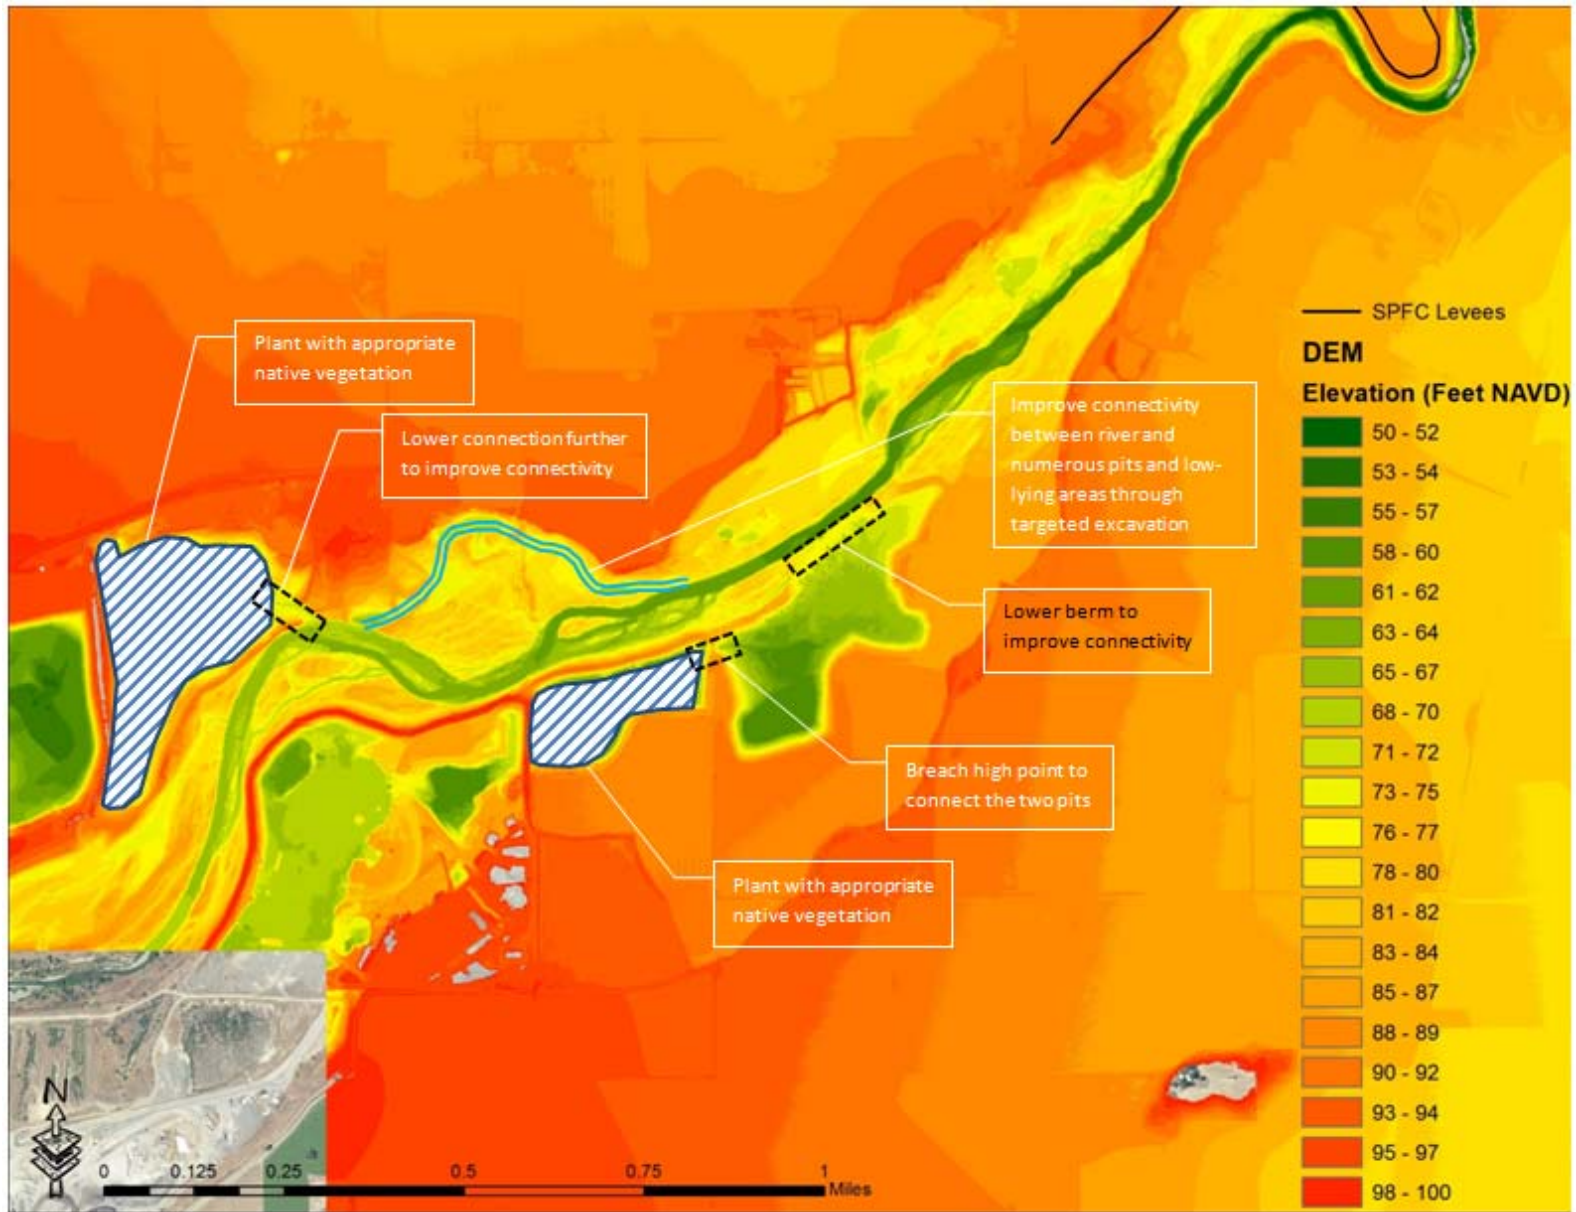 Plant with appropriate
native vegetation
Lower connection further
to improve connectivity
Improve connectivity
between river and
numerous pits and low-
lying areas through
targeted excavation
Lower berm to
improve connectivity
Breach high point to
connect the two pits
Plant with appropriate
native vegetation
SPFC Levees
DEM
Elevation (Feet NAVD)
50 - 52
53 - 54
55 - 57
58 - 60
61 - 62
63 - 64
65 - 67
68 - 70
71 - 72
73 - 75
76 - 77
78 - 80
81 - 82
83 - 84
85 - 87
88 - 89
90 - 92
93 - 94
95 - 97
98 - 100
N
0 0.125 0.25 0.5 0.75 1
Miles